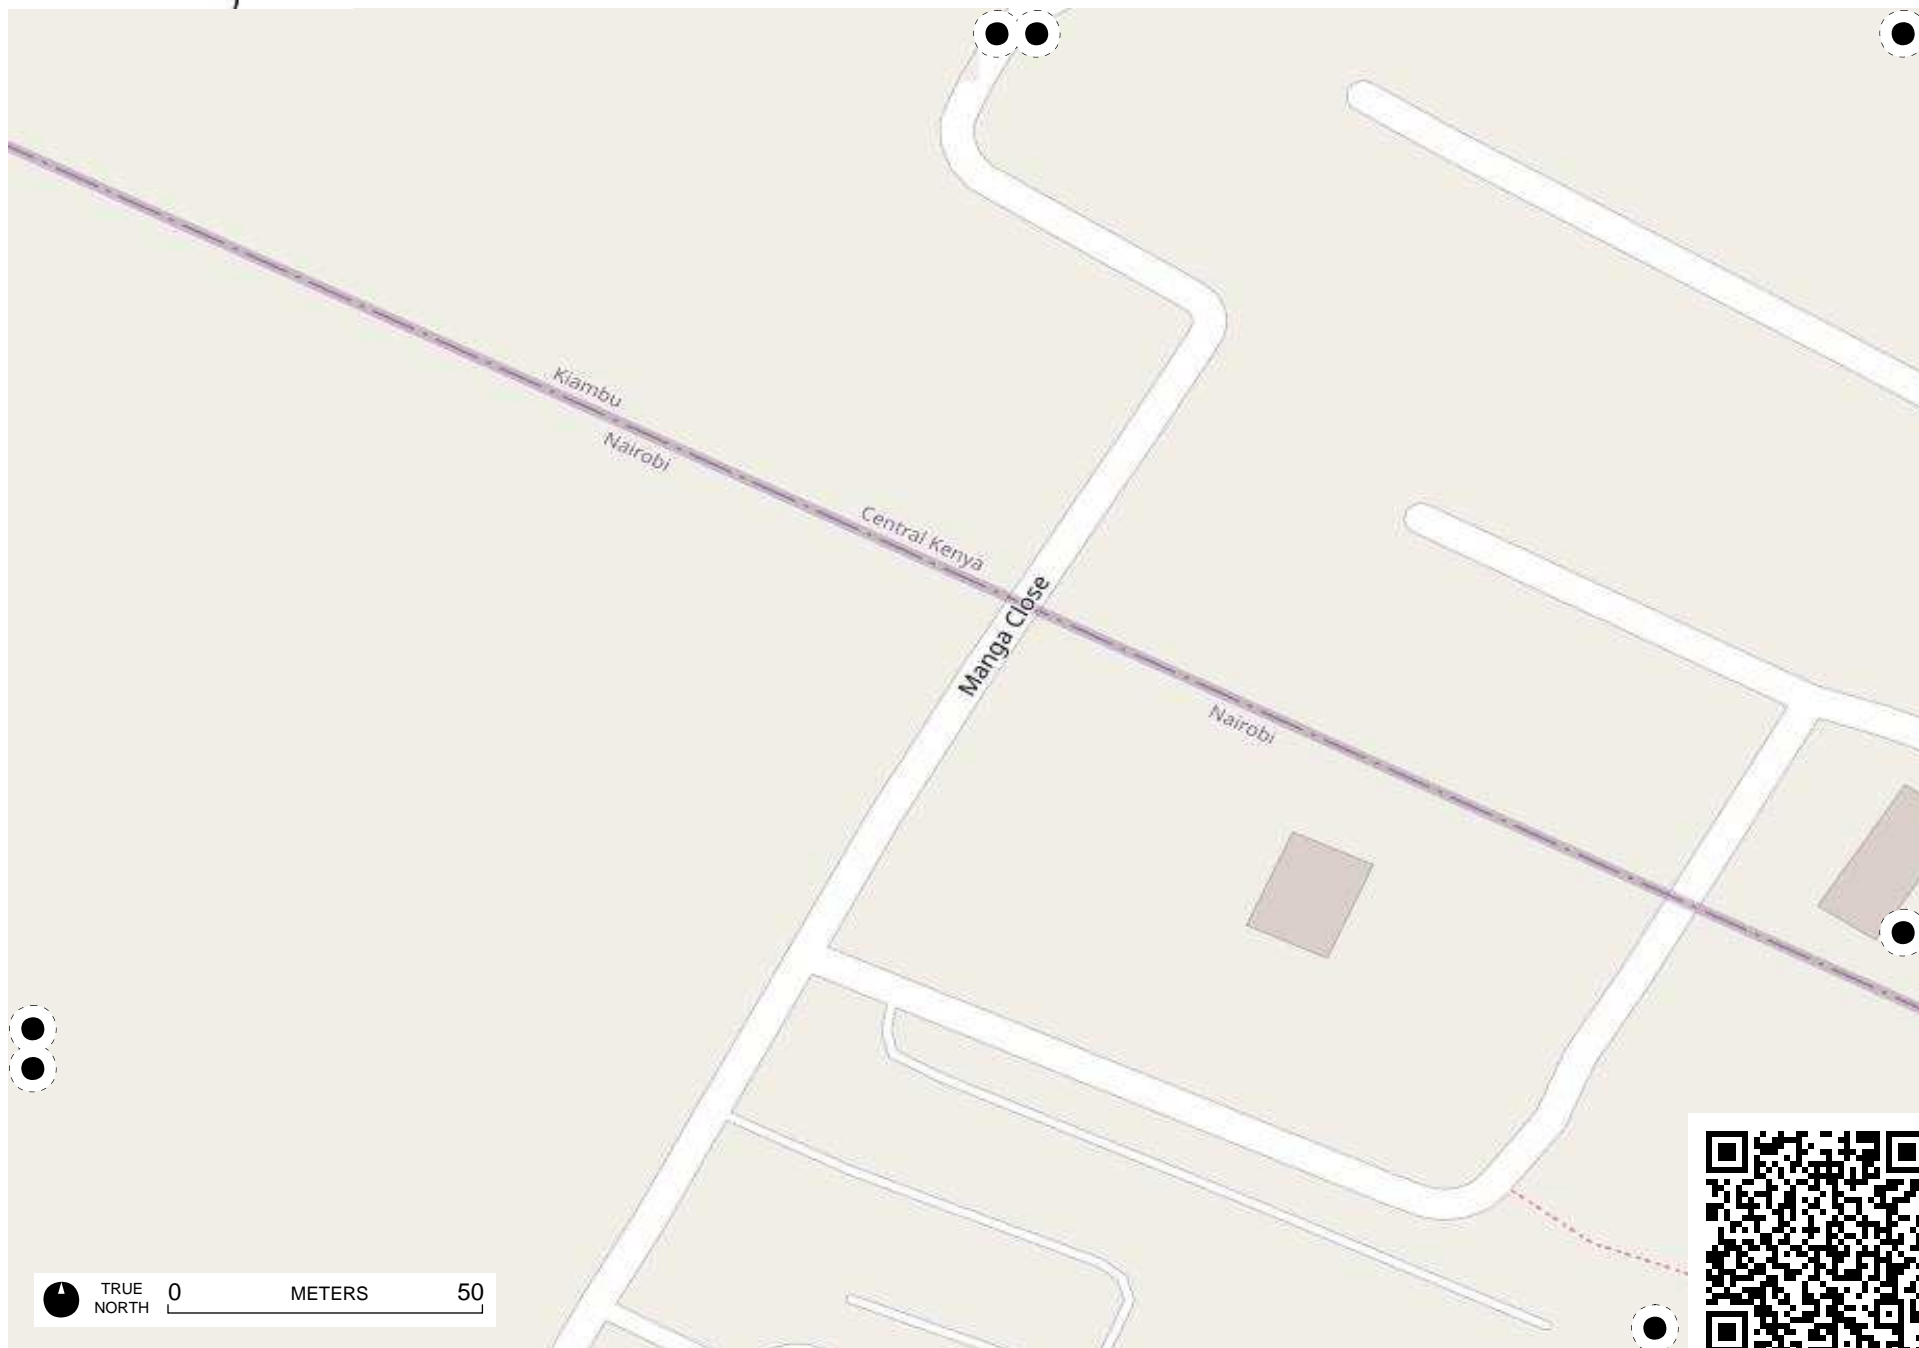 Kiambu
Nairobi
Central Kenya
Manga Close
Nairobi
TRUE
NORTH
0 METERS 50